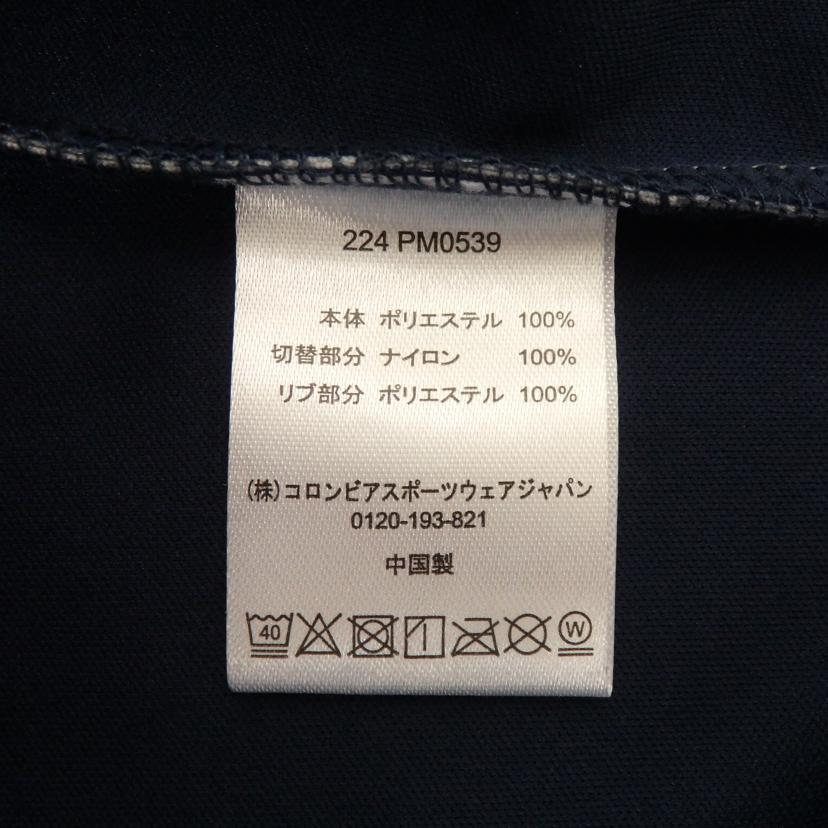 224 PM0539
本体 ポリエステル 100%
切替部分 ナイロン 100%
リブ部分 ポリエステル 100%
(株)コロンビアスポーツウェアジャパン
0120-193-821
中国製
40 W